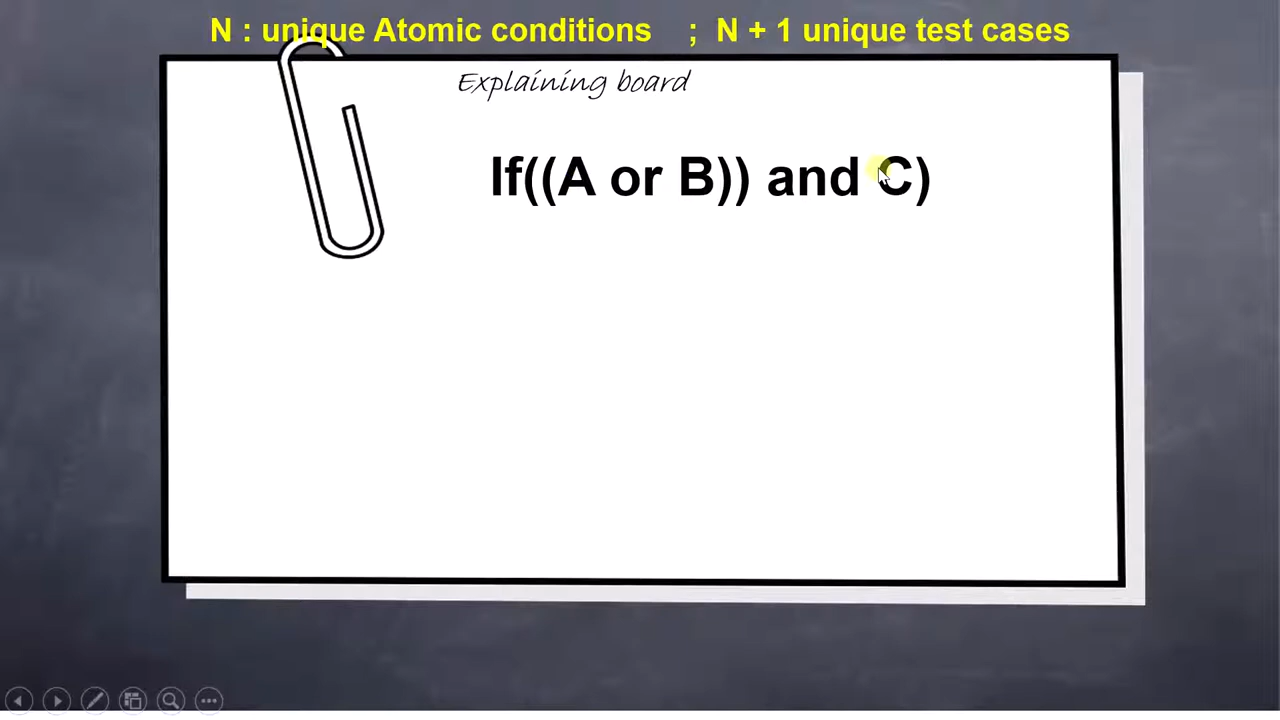 N : unique Atomic conditions ; N + 1 unique test cases
Explaining board
If((A or B)) and C)